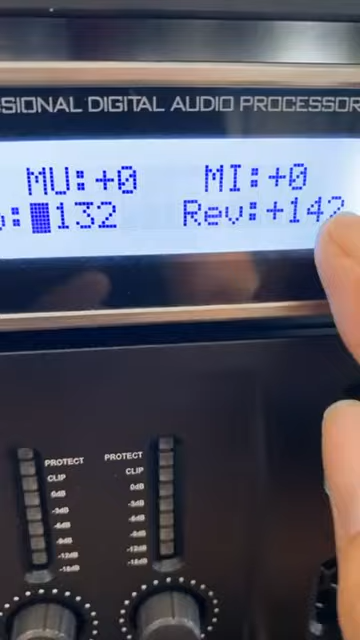 SSIONAL DIGITAL AUDIO PROCESSOR
MU:+0 MI:+0
o:█132 Rev:+142
PROTECT PROTECT
CLIP CLIP
0dB 0dB
-3dB -3dB
-6dB -6dB
-9dB -9dB
-12dB -12dB
-18dB -18dB